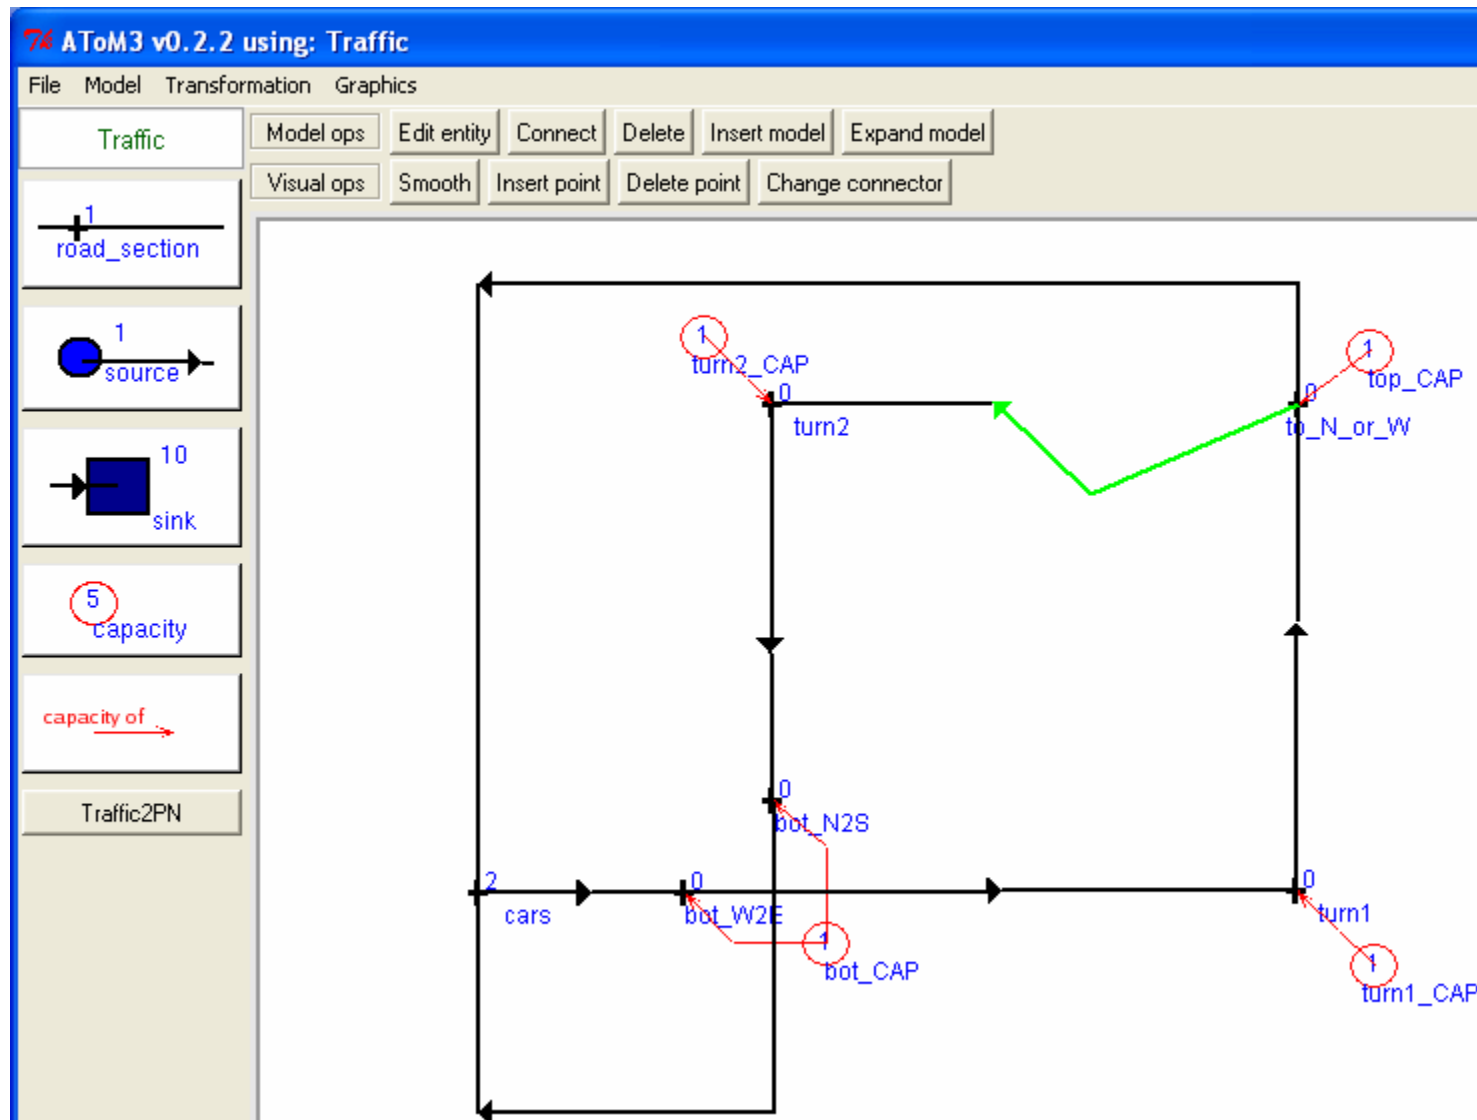 7k AToM3 v0.2.2 using: Traffic
File Model Transformation Graphics
Traffic
Model ops Edit entity Connect Delete Insert model Expand model
Visual ops Smooth Insert point Delete point Change connector
1
road_section
1
source
10
sink
5
capacity
capacity of
Traffic2PN
1
turn2_CAP
0
turn2
1
top_CAP
0
to_N_or_W
0
bot_N2S
2
cars
0
bot_W2E
1
bot_CAP
0
turn1
1
turn1_CAP